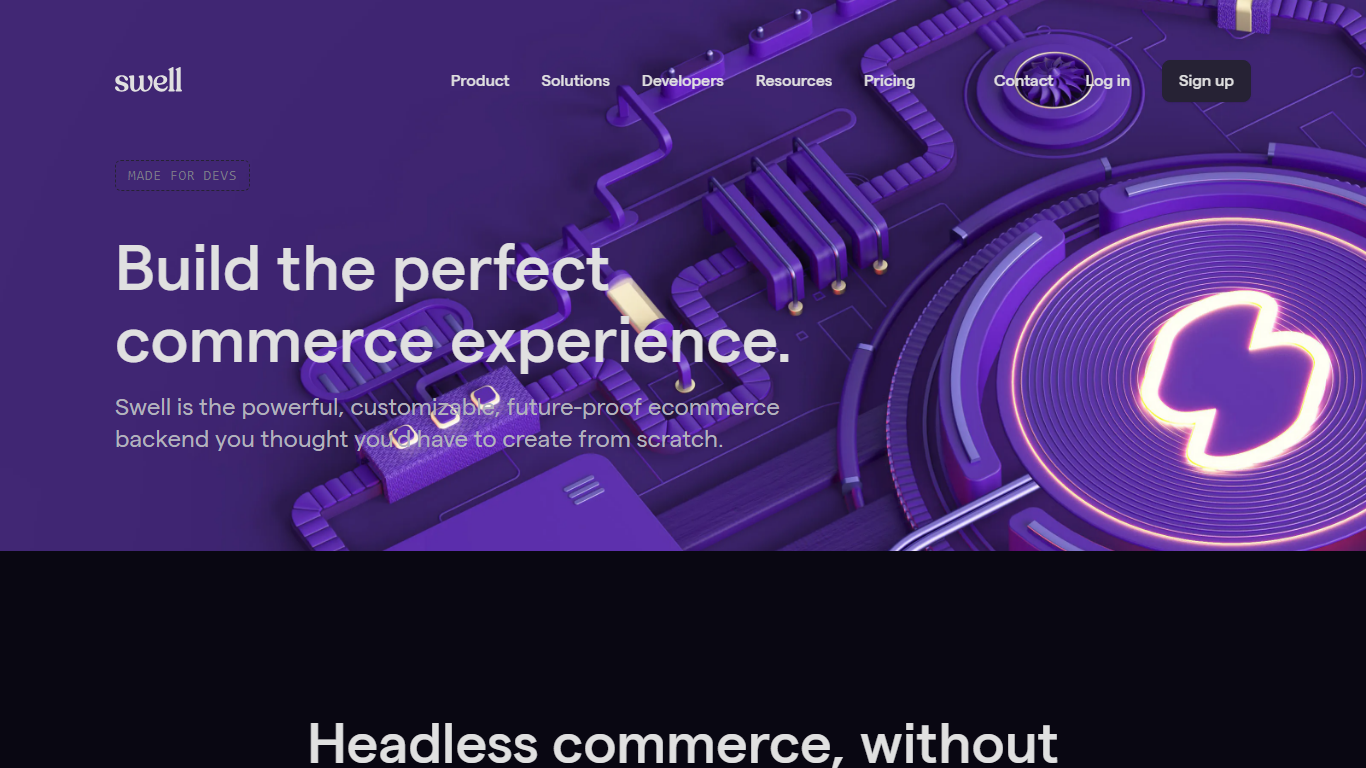 swell
Product Solutions Developers Resources Pricing Contact Log in Sign up
MADE FOR DEVS
Build the perfect
commerce experience.
Swell is the powerful, customizable, future-proof ecommerce
backend you thought you'd have to create from scratch.
Headless commerce, without